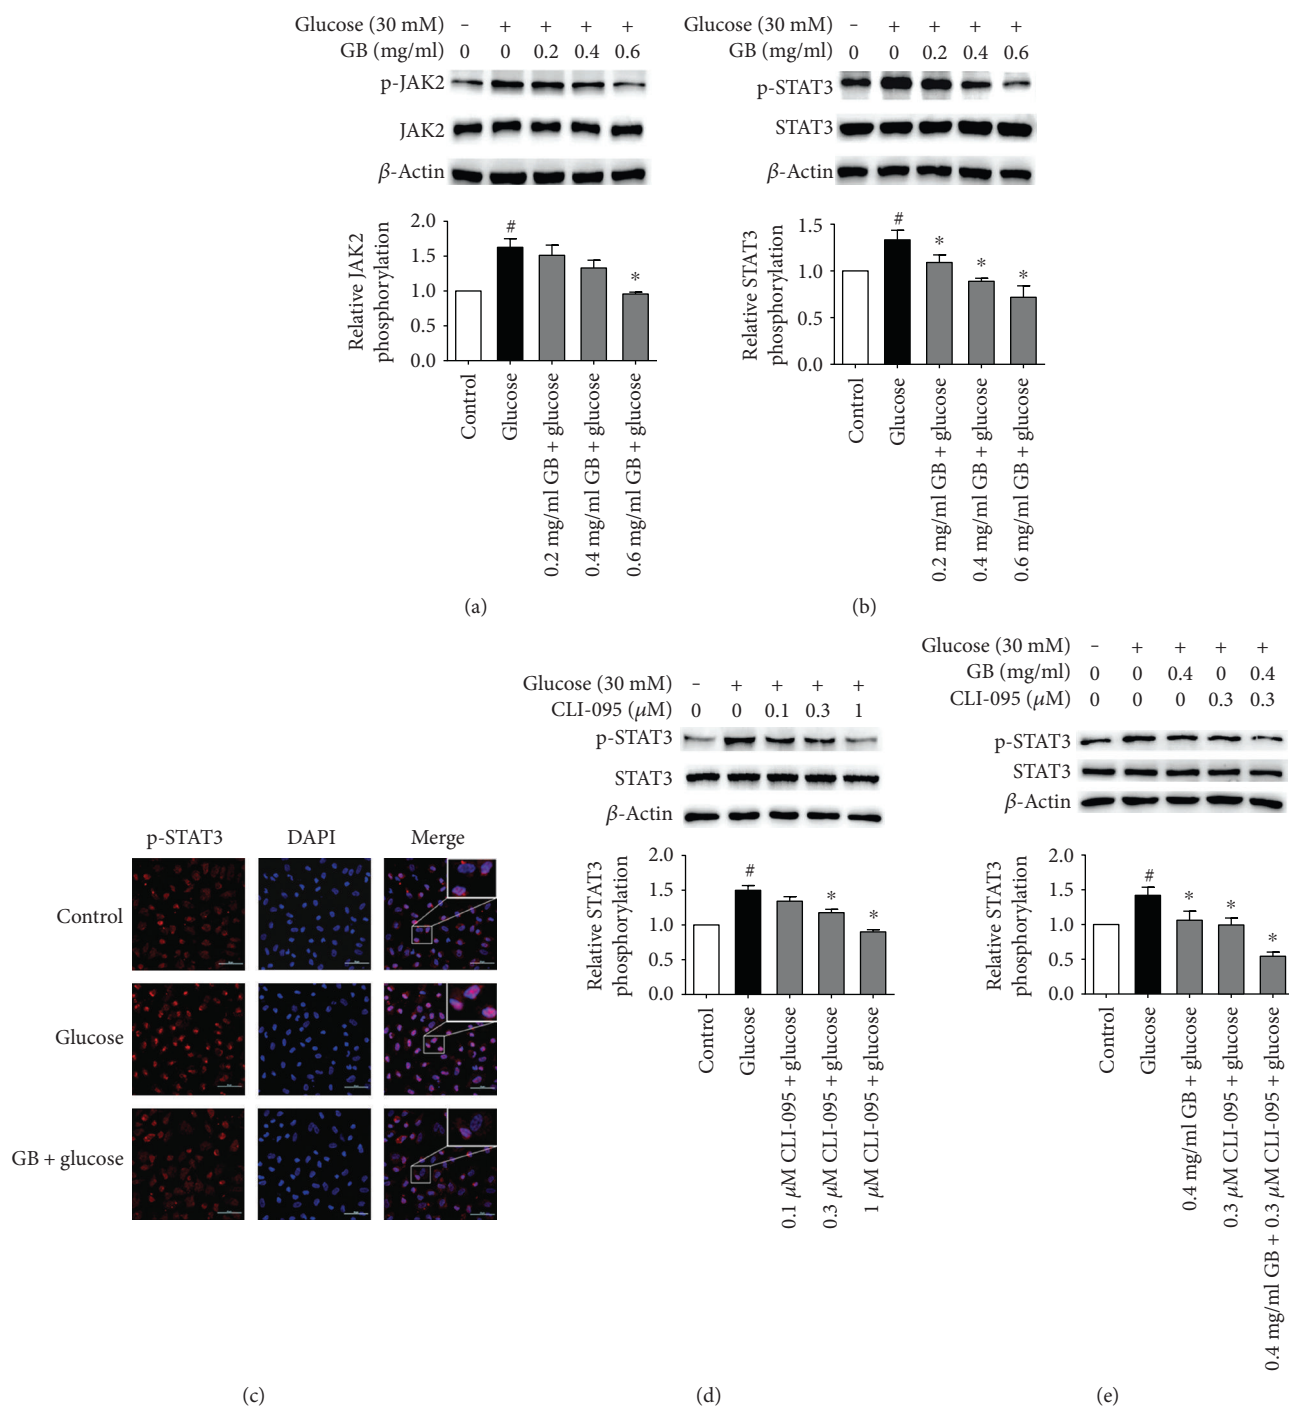 Glucose (30 mM) - + + + +
GB (mg/ml) 0 0 0.2 0.4 0.6
p-JAK2
JAK2
β-Actin
Relative JAK2
phosphorylation
2.0
1.5
1.0
0.5
0.0
#
*
Control
Glucose
0.2 mg/ml GB + glucose
0.4 mg/ml GB + glucose
0.6 mg/ml GB + glucose
(a)
Glucose (30 mM) - + + + +
GB (mg/ml) 0 0 0.2 0.4 0.6
p-STAT3
STAT3
β-Actin
Relative STAT3
phosphorylation
1.5
1.0
0.5
0.0
#
*
*
*
Control
Glucose
0.2 mg/ml GB + glucose
0.4 mg/ml GB + glucose
0.6 mg/ml GB + glucose
(b)
p-STAT3 DAPI Merge
Control
Glucose
GB + glucose
(c)
Glucose (30 mM) - + + + +
CLI-095 (μM) 0 0 0.1 0.3 1
p-STAT3
STAT3
β-Actin
Relative STAT3
phosphorylation
2.0
1.5
1.0
0.5
0.0
#
*
*
Control
Glucose
0.1 μM CLI-095 + glucose
0.3 μM CLI-095 + glucose
1 μM CLI-095 + glucose
(d)
Glucose (30 mM) - + + + +
GB (mg/ml) 0 0 0.4 0 0.4
CLI-095 (μM) 0 0 0 0.3 0.3
p-STAT3
STAT3
β-Actin
Relative STAT3
phosphorylation
2.0
1.5
1.0
0.5
0.0
#
*
*
*
Control
Glucose
0.4 mg/ml GB + glucose
0.3 μM CLI-095 + glucose
0.4 mg/ml GB + 0.3 μM CLI-095 + glucose
(e)